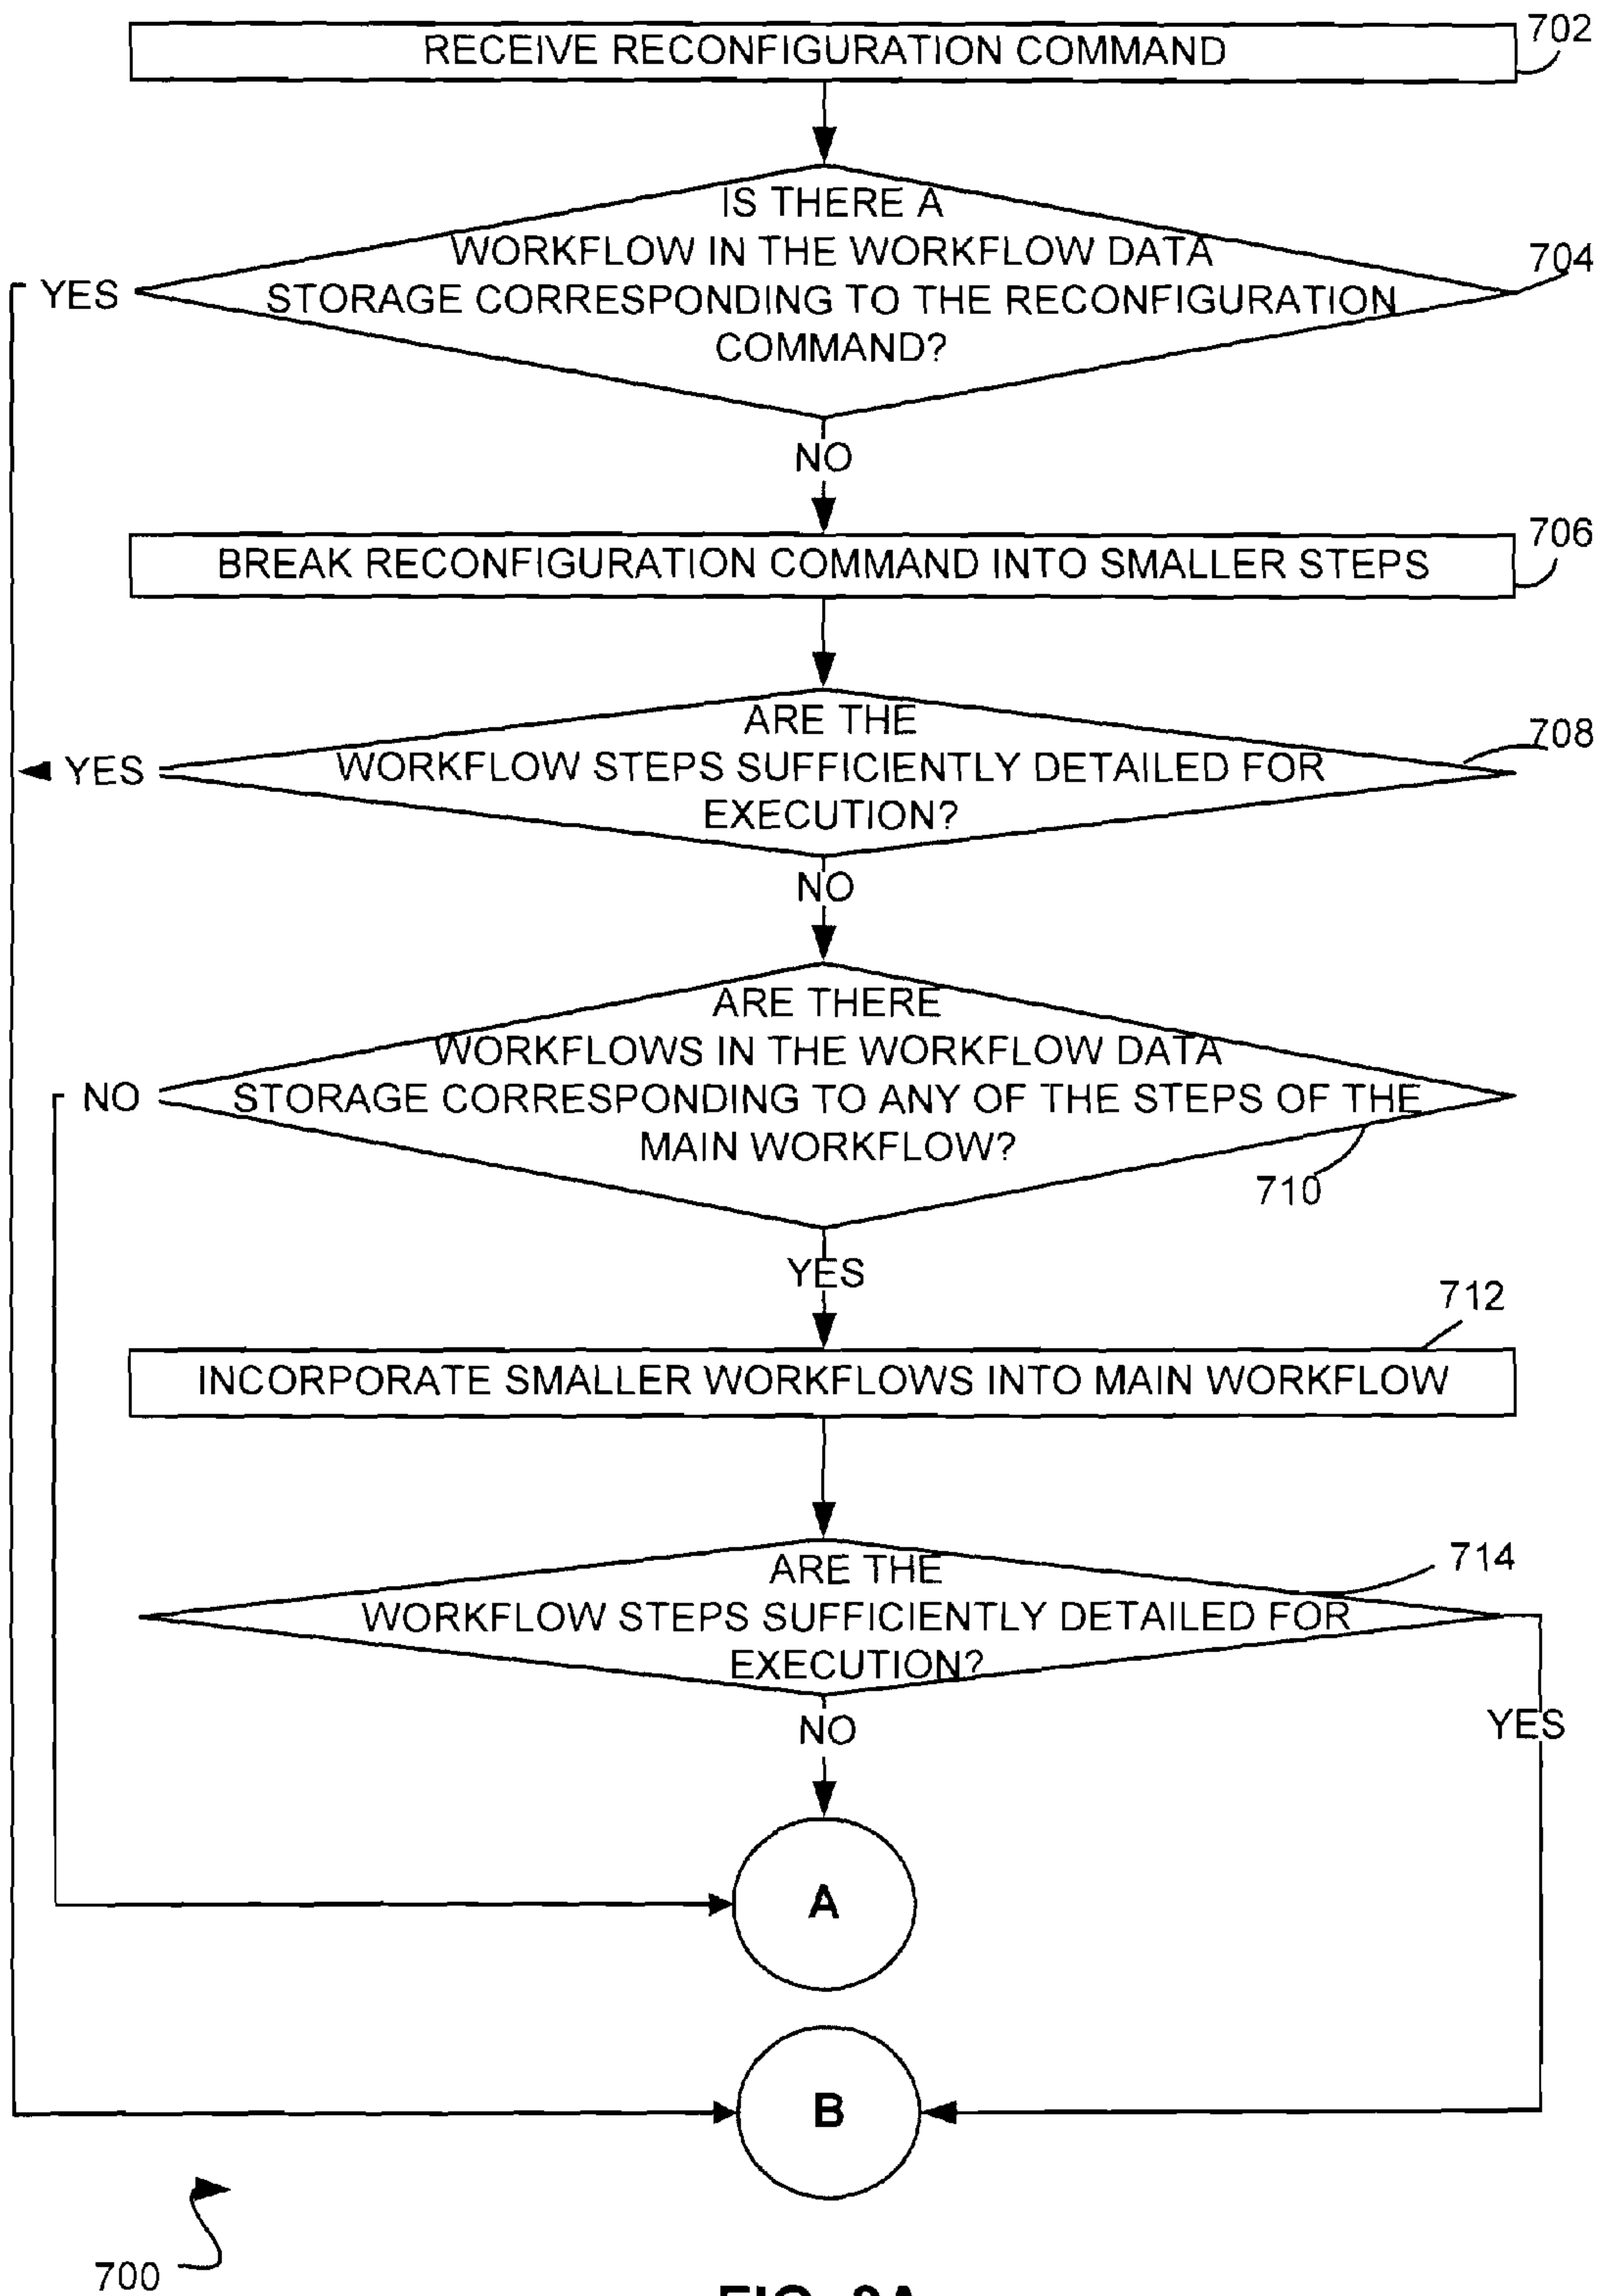 RECEIVE RECONFIGURATION COMMAND
702
IS THERE A
WORKFLOW IN THE WORKFLOW DATA
STORAGE CORRESPONDING TO THE RECONFIGURATION
COMMAND?
704
YES
NO
BREAK RECONFIGURATION COMMAND INTO SMALLER STEPS
706
ARE THE
WORKFLOW STEPS SUFFICIENTLY DETAILED FOR
EXECUTION?
708
YES
NO
ARE THERE
WORKFLOWS IN THE WORKFLOW DATA
STORAGE CORRESPONDING TO ANY OF THE STEPS OF THE
MAIN WORKFLOW?
NO
710
YES
712
INCORPORATE SMALLER WORKFLOWS INTO MAIN WORKFLOW
714
ARE THE
WORKFLOW STEPS SUFFICIENTLY DETAILED FOR
EXECUTION?
NO
YES
A
B
700